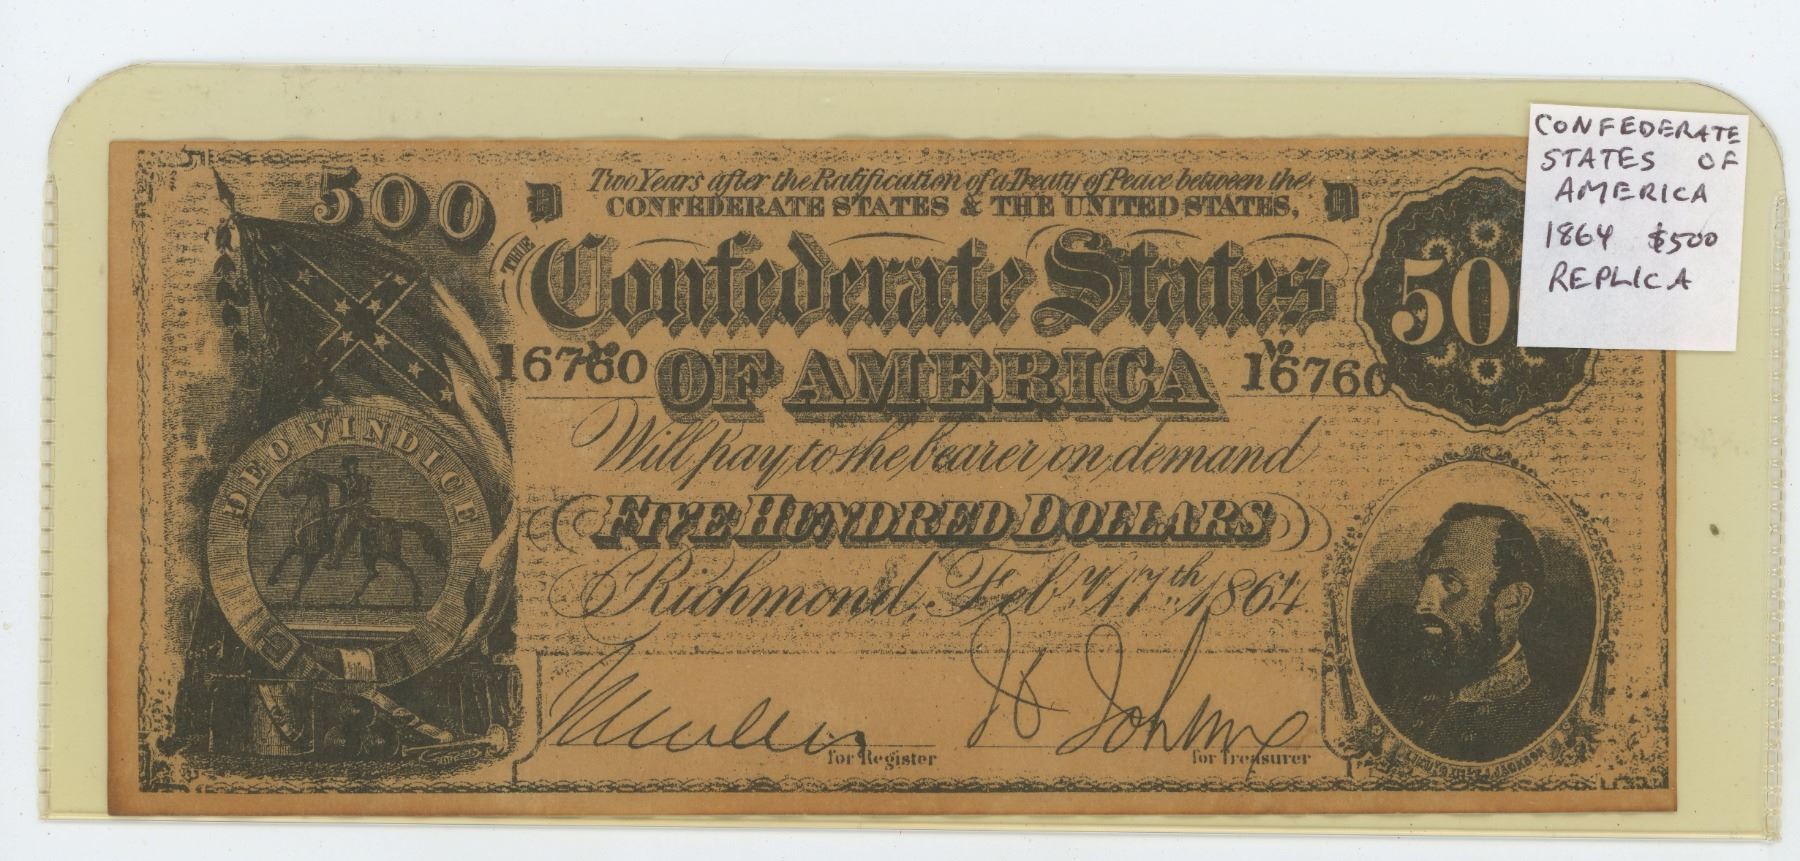 CONFEDERATE
STATES OF
AMERICA
1864 $500
REPLICA
500
D Two Years after the Ratification of a Treaty of Peace between the D
CONFEDERATE STATES & THE UNITED STATES,
THE Confederate States
50
16760 OF AMERICA No 16760
Will pay to the bearer on demand
DEO VINDICE
FIVE HUNDRED DOLLARS
Richmond, Feby. 17th, 1864
for Register
for Treasurer